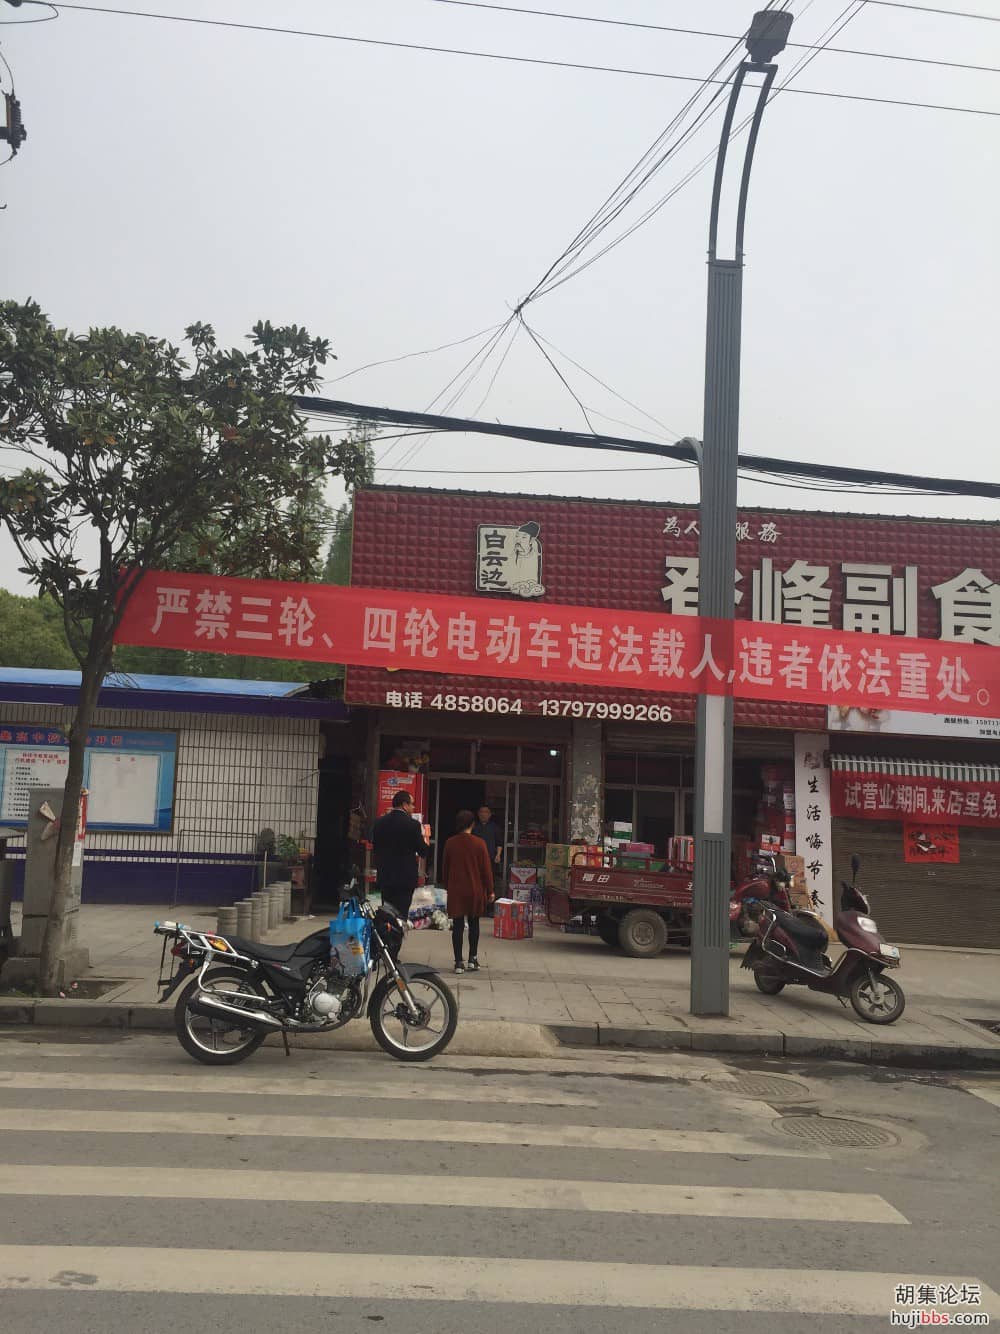 白云边
為人 服務
登峰副食
严禁三轮、四轮电动车违法载人,违者依法重处。
电话 4858064 13797999266
试营业期间,来店里免
生活嗨节奏
福田
胡集论坛
hujibbs.com